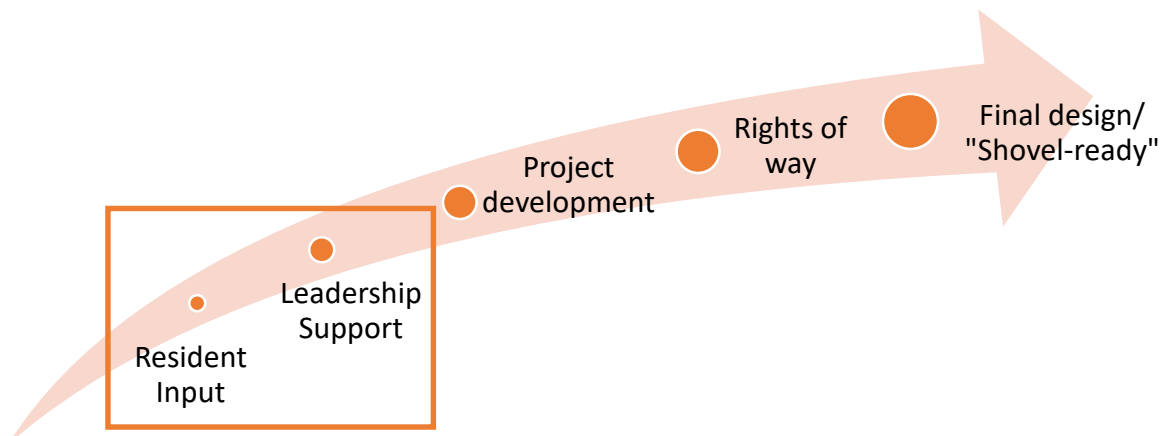 Resident
Input
Leadership
Support
Project
development
Rights of
way
Final design/
"Shovel-ready"